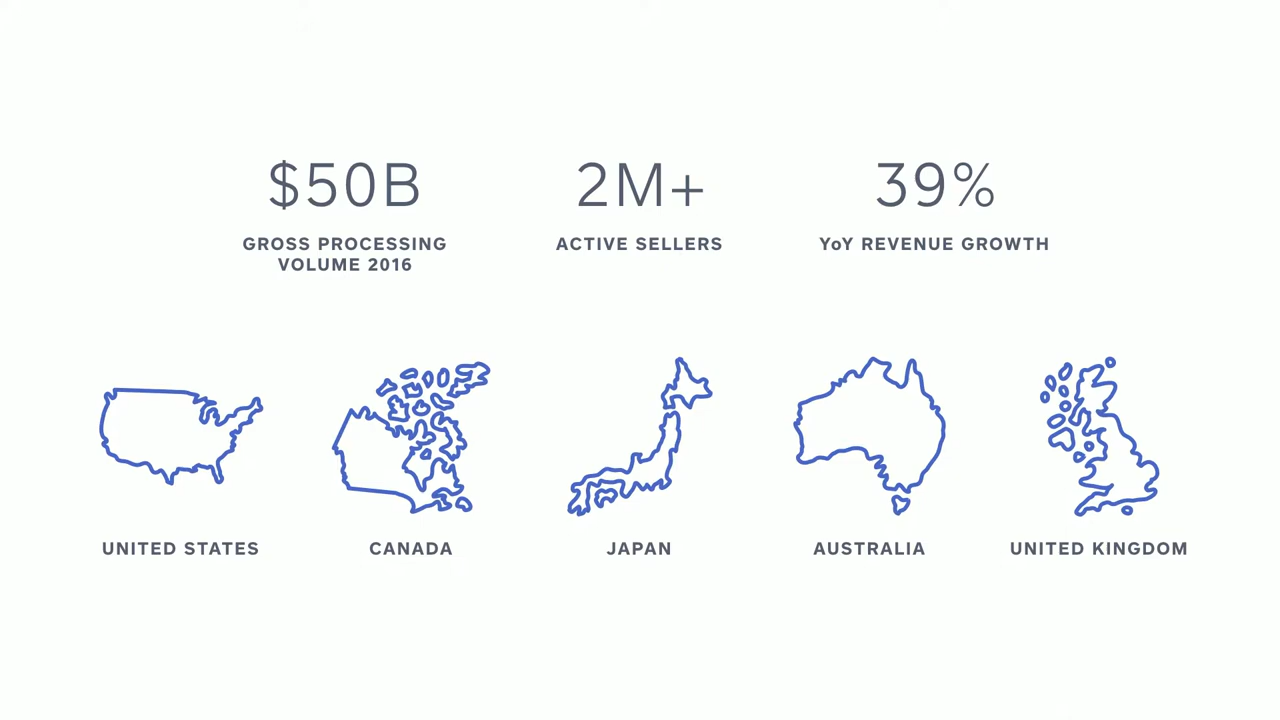 $50B
2M+
39%
GROSS PROCESSING
VOLUME 2016
ACTIVE SELLERS
YoY REVENUE GROWTH
UNITED STATES
CANADA
JAPAN
AUSTRALIA
UNITED KINGDOM